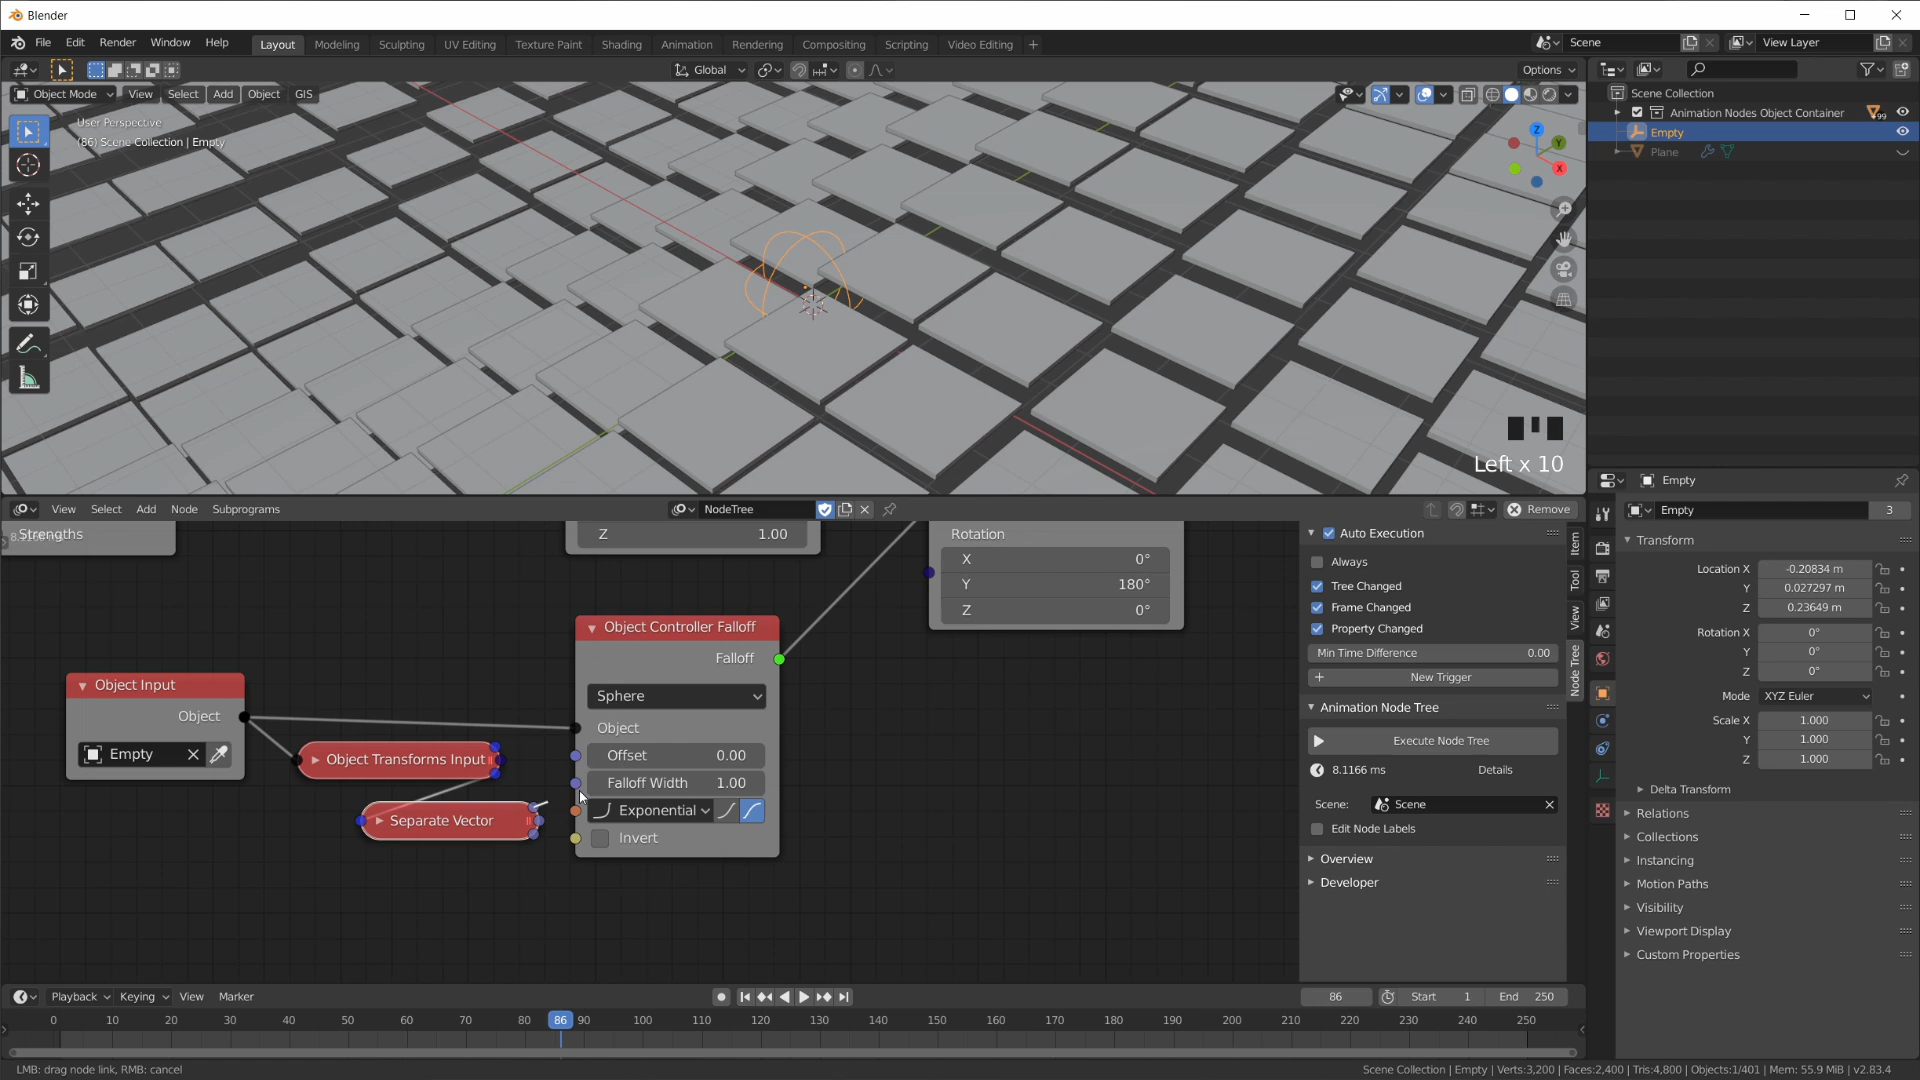 Blender
File Edit Render Window Help
Layout Modeling Sculpting UV Editing Texture Paint Shading Animation Rendering Compositing Scripting Video Editing +
Scene
View Layer
Global
Options
Object Mode View Select Add Object GIS
User Perspective
(86) Scene Collection | Empty
Z
Y
X
Left x 10
Scene Collection
Animation Nodes Object Container 99
Empty
Plane
View Select Add Node Subprograms
NodeTree
Remove
Strengths
Z 1.00
Rotation
X 0°
Y 180°
Z 0°
Object Controller Falloff
Falloff
Sphere
Object
Offset 0.00
Falloff Width 1.00
Exponential
Invert
Object Input
Object
Empty
Object Transforms Input
Separate Vector
Auto Execution
Always
Tree Changed
Frame Changed
Property Changed
Min Time Difference 0.00
New Trigger
Animation Node Tree
Execute Node Tree
8.1166 ms Details
Scene: Scene
Edit Node Labels
Overview
Developer
Item
Tool
View
Node Tree
Empty
Empty 3
Transform
Location X -0.20834 m
Y 0.027297 m
Z 0.23649 m
Rotation X 0°
Y 0°
Z 0°
Mode XYZ Euler
Scale X 1.000
Y 1.000
Z 1.000
Delta Transform
Relations
Collections
Instancing
Motion Paths
Visibility
Viewport Display
Custom Properties
Playback Keying View Marker
86 Start 1 End 250
0 10 20 30 40 50 60 70 80 86 90 100 110 120 130 140 150 160 170 180 190 200 210 220 230 240 250
LMB: drag node link, RMB: cancel
Scene Collection | Empty | Verts:3,200 | Faces:2,400 | Tris:4,800 | Objects:1/401 | Mem: 55.9 MiB | v2.83.4